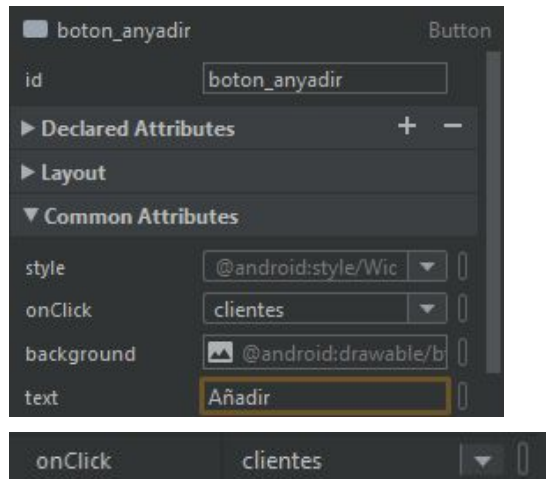 boton_anyadir Button
id boton_anyadir
Declared Attributes + −
Layout
Common Attributes
style @android:style/Wic
onClick clientes
background @android:drawable/b
text Añadir
onClick clientes